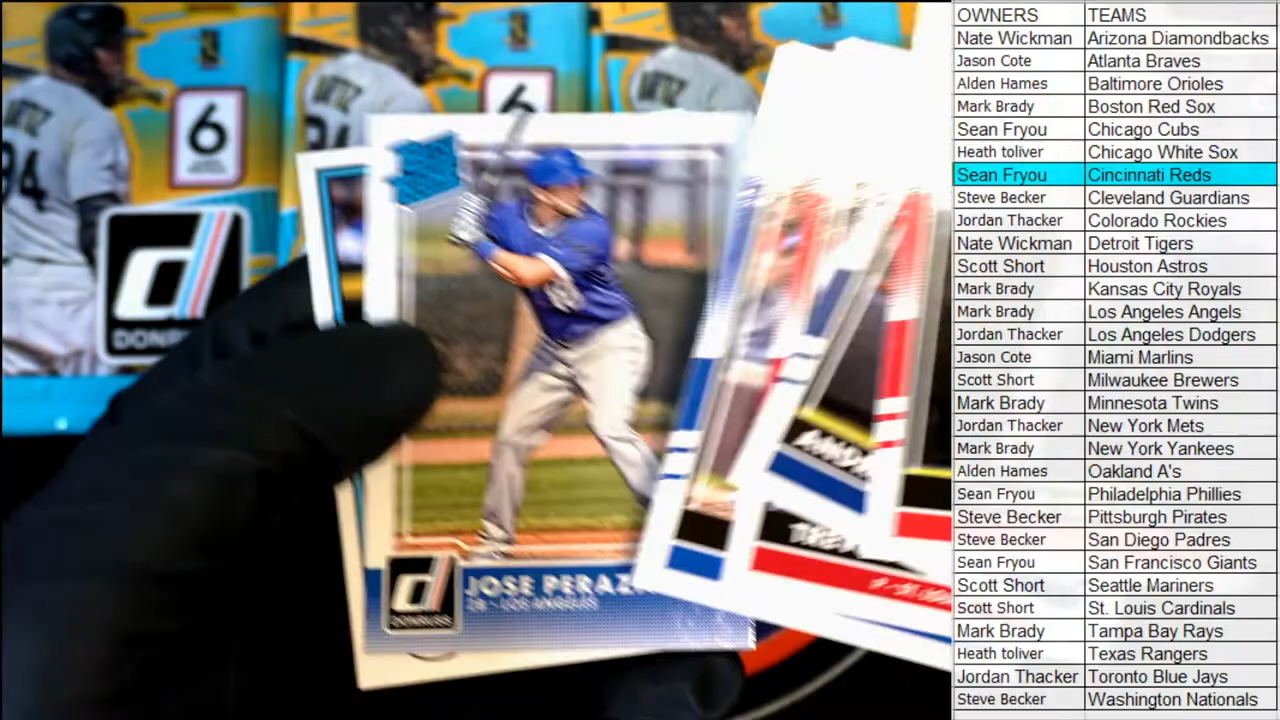 6
6
94
d
DONR
d
DONRUSS
JOSE PERAZ
2B - LOS ANGELES
OWNERS TEAMS
Nate Wickman Arizona Diamondbacks
Jason Cote Atlanta Braves
Alden Hames Baltimore Orioles
Mark Brady Boston Red Sox
Sean Fryou Chicago Cubs
Heath toliver Chicago White Sox
Sean Fryou Cincinnati Reds
Steve Becker Cleveland Guardians
Jordan Thacker Colorado Rockies
Nate Wickman Detroit Tigers
Scott Short Houston Astros
Mark Brady Kansas City Royals
Mark Brady Los Angeles Angels
Jordan Thacker Los Angeles Dodgers
Jason Cote Miami Marlins
Scott Short Milwaukee Brewers
Mark Brady Minnesota Twins
Jordan Thacker New York Mets
Mark Brady New York Yankees
Alden Hames Oakland A's
Sean Fryou Philadelphia Phillies
Steve Becker Pittsburgh Pirates
Steve Becker San Diego Padres
Sean Fryou San Francisco Giants
Scott Short Seattle Mariners
Scott Short St. Louis Cardinals
Mark Brady Tampa Bay Rays
Heath toliver Texas Rangers
Jordan Thacker Toronto Blue Jays
Steve Becker Washington Nationals